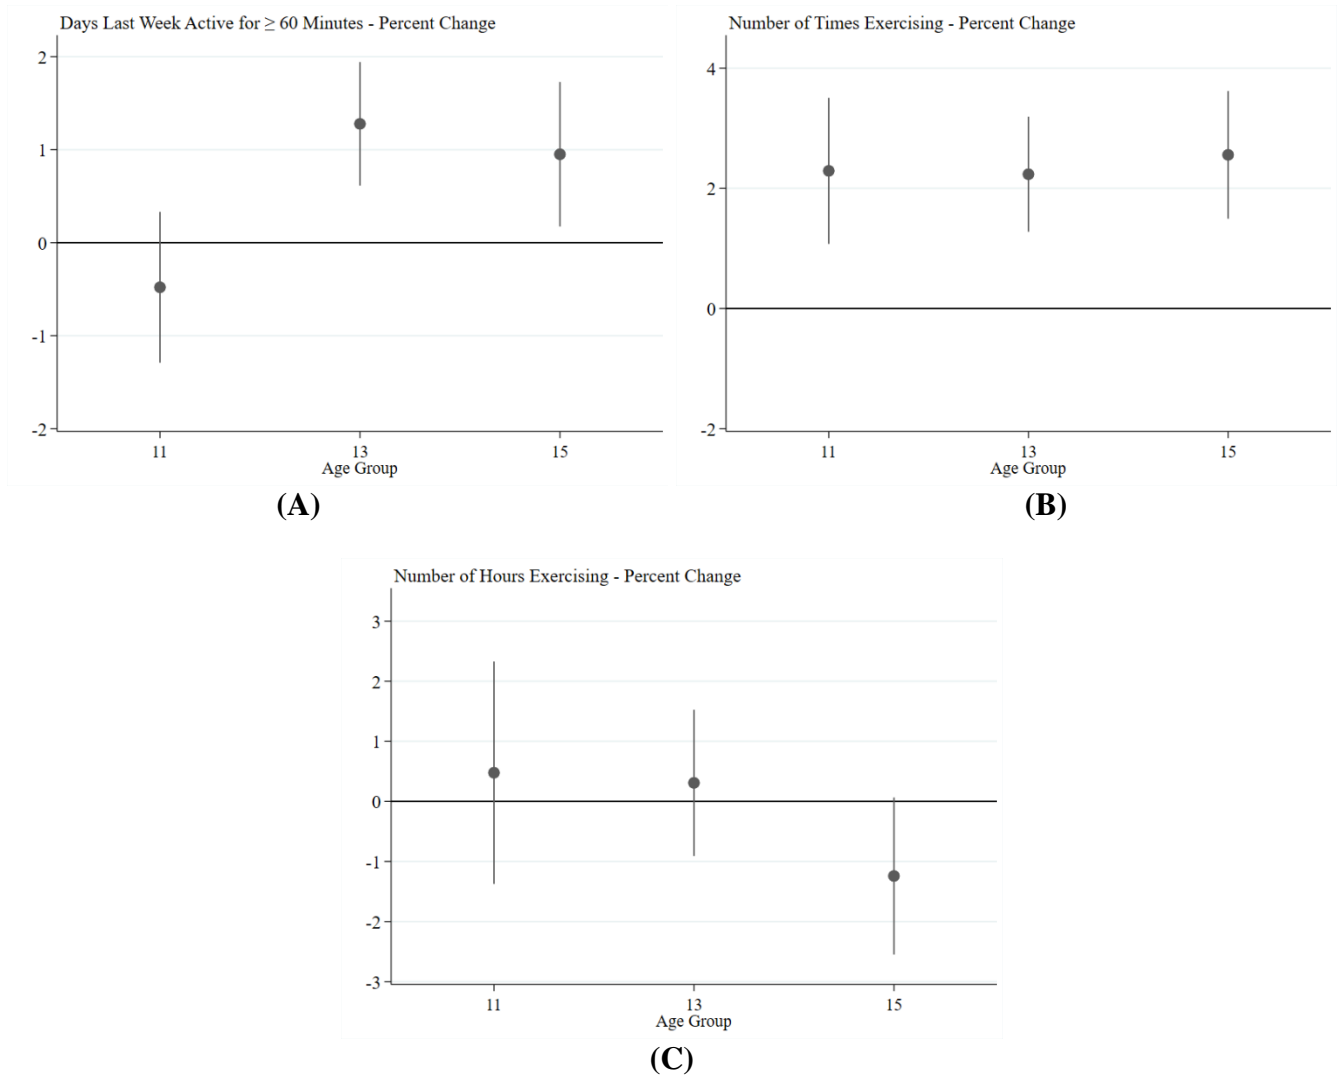 Days Last Week Active for ≥ 60 Minutes - Percent Change
2
1
0
-1
-2
11 13 15
Age Group
(A)
Number of Times Exercising - Percent Change
4
2
0
-2
11 13 15
Age Group
(B)
Number of Hours Exercising - Percent Change
3
2
1
0
-1
-2
-3
11 13 15
Age Group
(C)